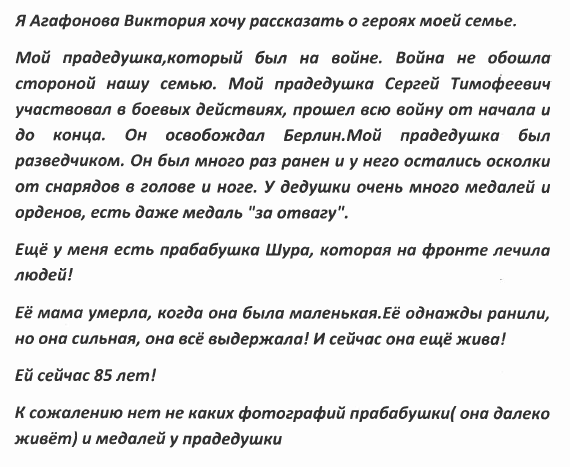 Я Агафонова Виктория хочу рассказать о героях моей семье.
Мой прадедушка,который был на войне. Война не обошла
стороной нашу семью. Мой прадедушка Сергей Тимофеевич
участвовал в боевых действиях, прошел всю войну от начала и
до конца. Он освобождал Берлин.Мой прадедушка был
разведчиком. Он был много раз ранен и у него остались осколки
от снарядов в голове и ноге. У дедушки очень много медалей и
орденов, есть даже медаль "за отвагу".
Ещё у меня есть прабабушка Шура, которая на фронте лечила
людей!
Её мама умерла, когда она была маленькая.Её однажды ранили,
но она сильная, она всё выдержала! И сейчас она ещё жива!
Ей сейчас 85 лет!
К сожалению нет не каких фотографий прабабушки( она далеко
живёт) и медалей у прадедушки